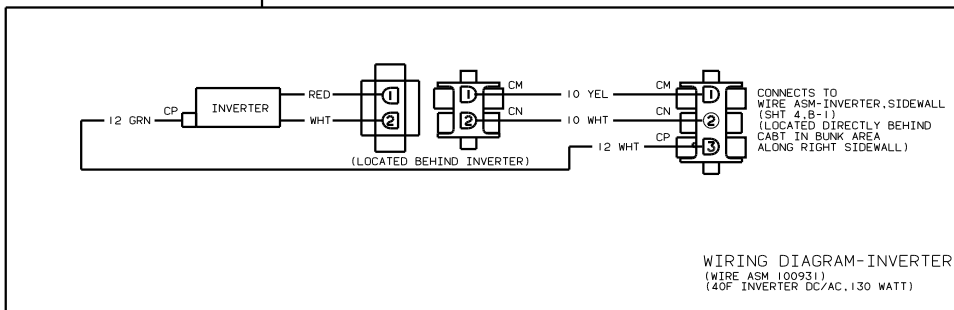 12 GRN
CP
INVERTER
RED
WHT
1
2
(LOCATED BEHIND INVERTER)
1
2
CM
CN
10 YEL
10 WHT
12 WHT
CM
CN
CP
1
2
3
CONNECTS TO
WIRE ASM-INVERTER,SIDEWALL
(SHT 4,B-1)
(LOCATED DIRECTLY BEHIND
CABT IN BUNK AREA
ALONG RIGHT SIDEWALL)
WIRING DIAGRAM-INVERTER
(WIRE ASM 100931)
(40F INVERTER DC/AC,130 WATT)